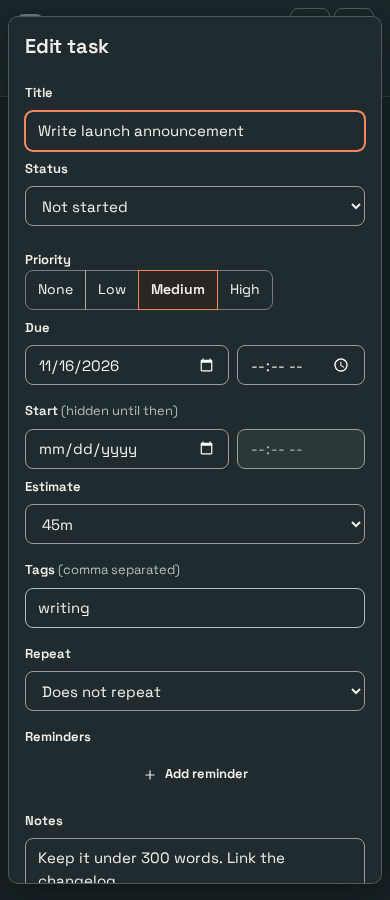 Edit task
Title
Write launch announcement
Status
Not started
Priority
None Low Medium High
Due
11/16/2026 --:-- --
Start (hidden until then)
mm/dd/yyyy --:-- --
Estimate
45m
Tags (comma separated)
writing
Repeat
Does not repeat
Reminders
+ Add reminder
Notes
Keep it under 300 words. Link the
changelog